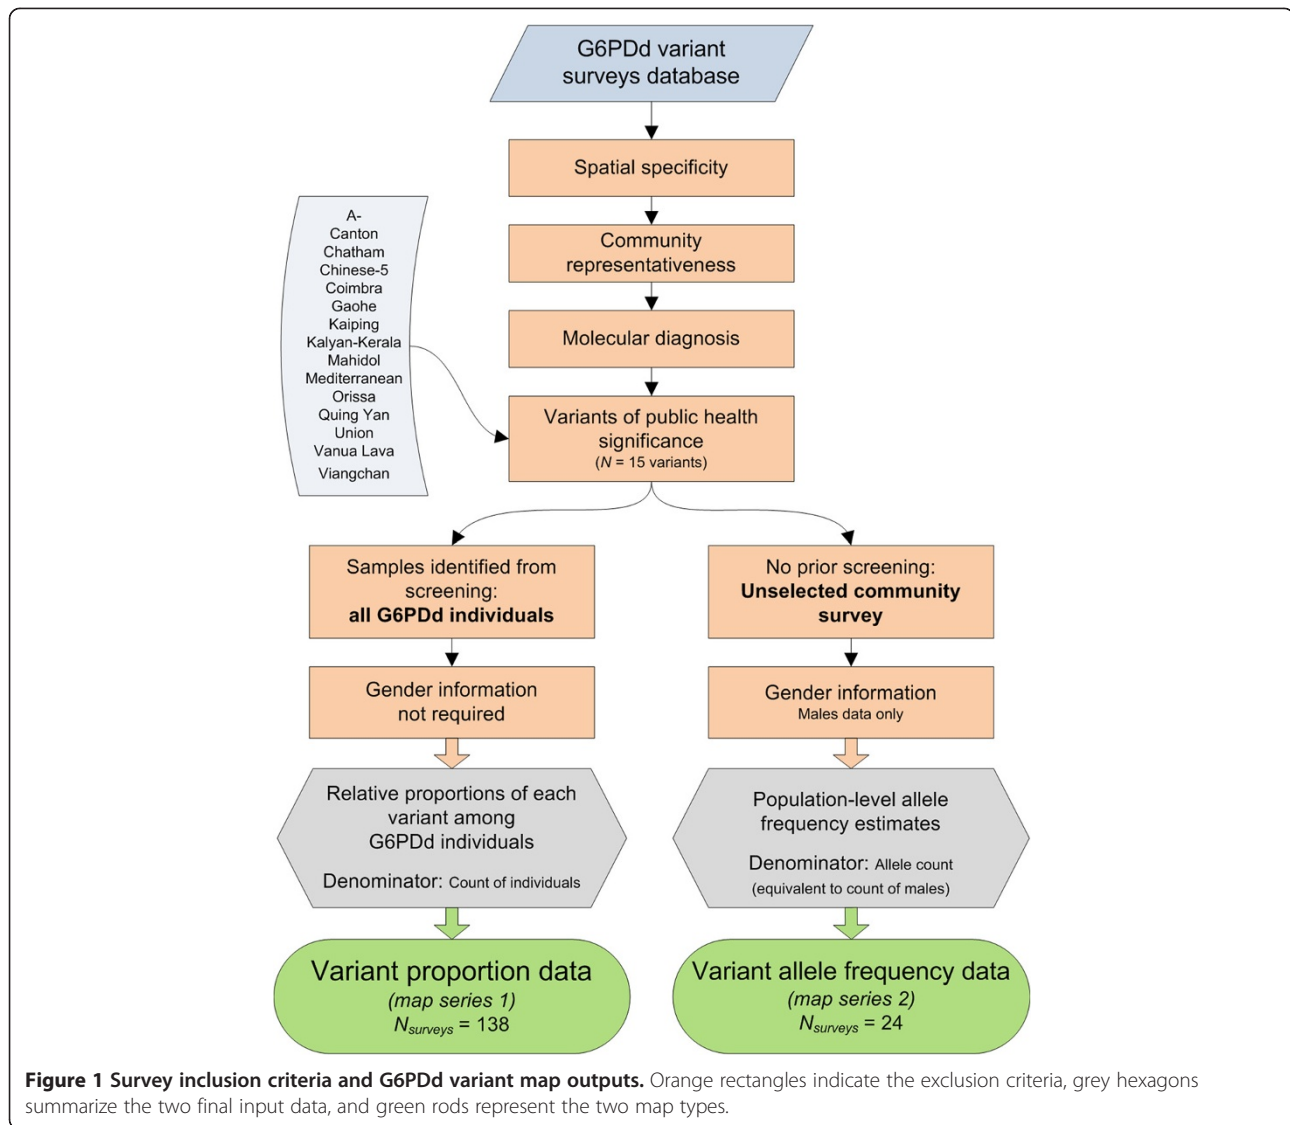 G6PDd variant
surveys database
Spatial specificity
Community
representativeness
Molecular diagnosis
A-
Canton
Chatham
Chinese-5
Coimbra
Gaohe
Kaiping
Kalyan-Kerala
Mahidol
Mediterranean
Orissa
Quing Yan
Union
Vanua Lava
Viangchan
Variants of public health
significance
(N = 15 variants)
Samples identified from
screening:
all G6PDd individuals
No prior screening:
Unselected community
survey
Gender information
not required
Gender information
Males data only
Relative proportions of each
variant among
G6PDd individuals
Denominator: Count of individuals
Population-level allele
frequency estimates
Denominator: Allele count
(equivalent to count of males)
Variant proportion data
(map series 1)
Nsurveys = 138
Variant allele frequency data
(map series 2)
Nsurveys = 24
Figure 1 Survey inclusion criteria and G6PDd variant map outputs. Orange rectangles indicate the exclusion criteria, grey hexagons
summarize the two final input data, and green rods represent the two map types.